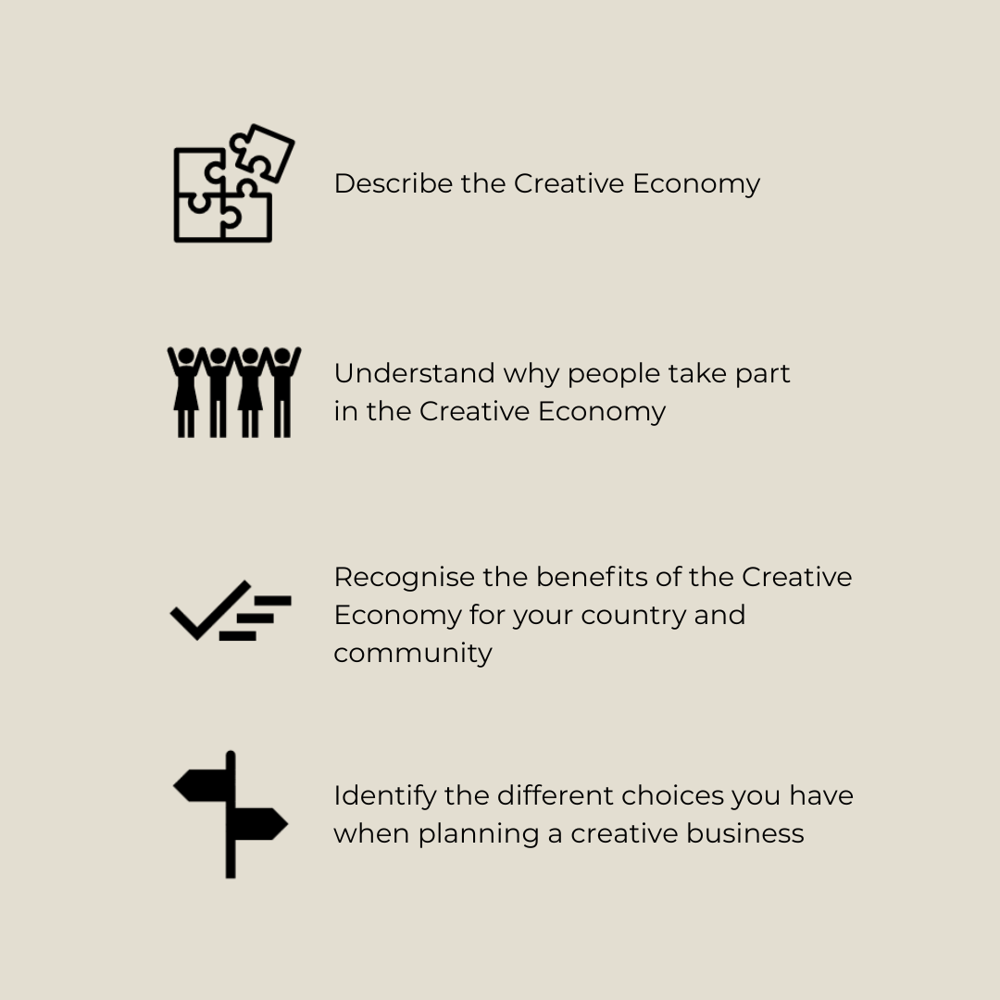 Describe the Creative Economy
Understand why people take part
in the Creative Economy
Recognise the benefits of the Creative
Economy for your country and
community
Identify the different choices you have
when planning a creative business